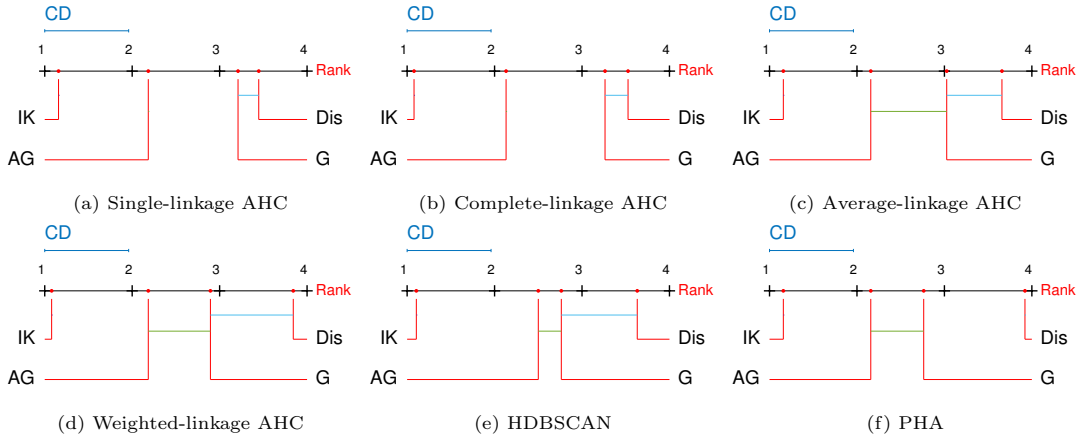 CD
1 2 3 4
Rank
IK Dis
AG G
(a) Single-linkage AHC
CD
1 2 3 4
Rank
IK Dis
AG G
(b) Complete-linkage AHC
CD
1 2 3 4
Rank
IK Dis
AG G
(c) Average-linkage AHC
CD
1 2 3 4
Rank
IK Dis
AG G
(d) Weighted-linkage AHC
CD
1 2 3 4
Rank
IK Dis
AG G
(e) HDBSCAN
CD
1 2 3 4
Rank
IK Dis
AG G
(f) PHA